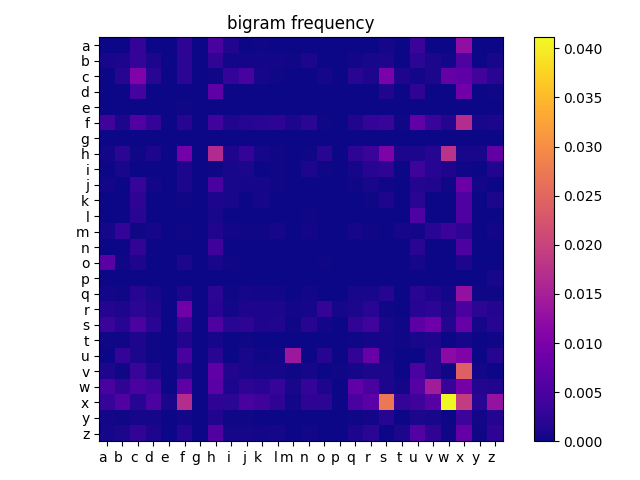 bigram frequency
a
b
c
d
e
f
g
h
i
j
k
l
m
n
o
p
q
r
s
t
u
v
w
x
y
z
a b c d e f g h i j k l m n o p q r s t u v w x y z
0.040
0.035
0.030
0.025
0.020
0.015
0.010
0.005
0.000